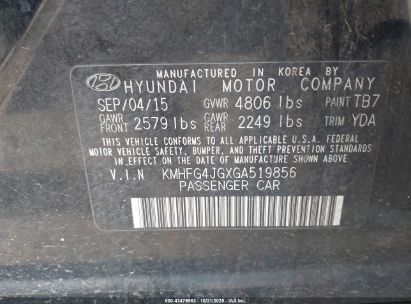 MANUFACTURED IN KOREA BY
HYUNDAI MOTOR COMPANY
SEP/04/15 GVWR 4806 lbs PAINT TB7
GAWR FRONT 2579 lbs GAWR REAR 2249 lbs TRIM YDA
THIS VEHICLE CONFORMS TO ALL APPLICABLE U.S.A. FEDERAL
MOTOR VEHICLE SAFETY, BUMPER, AND THEFT PREVENTION STANDARDS
IN EFFECT ON THE DATE OF MANUFACTURE SHOWN ABOVE.
V.I.N KMHFG4JGXGA519856
PASSENGER CAR